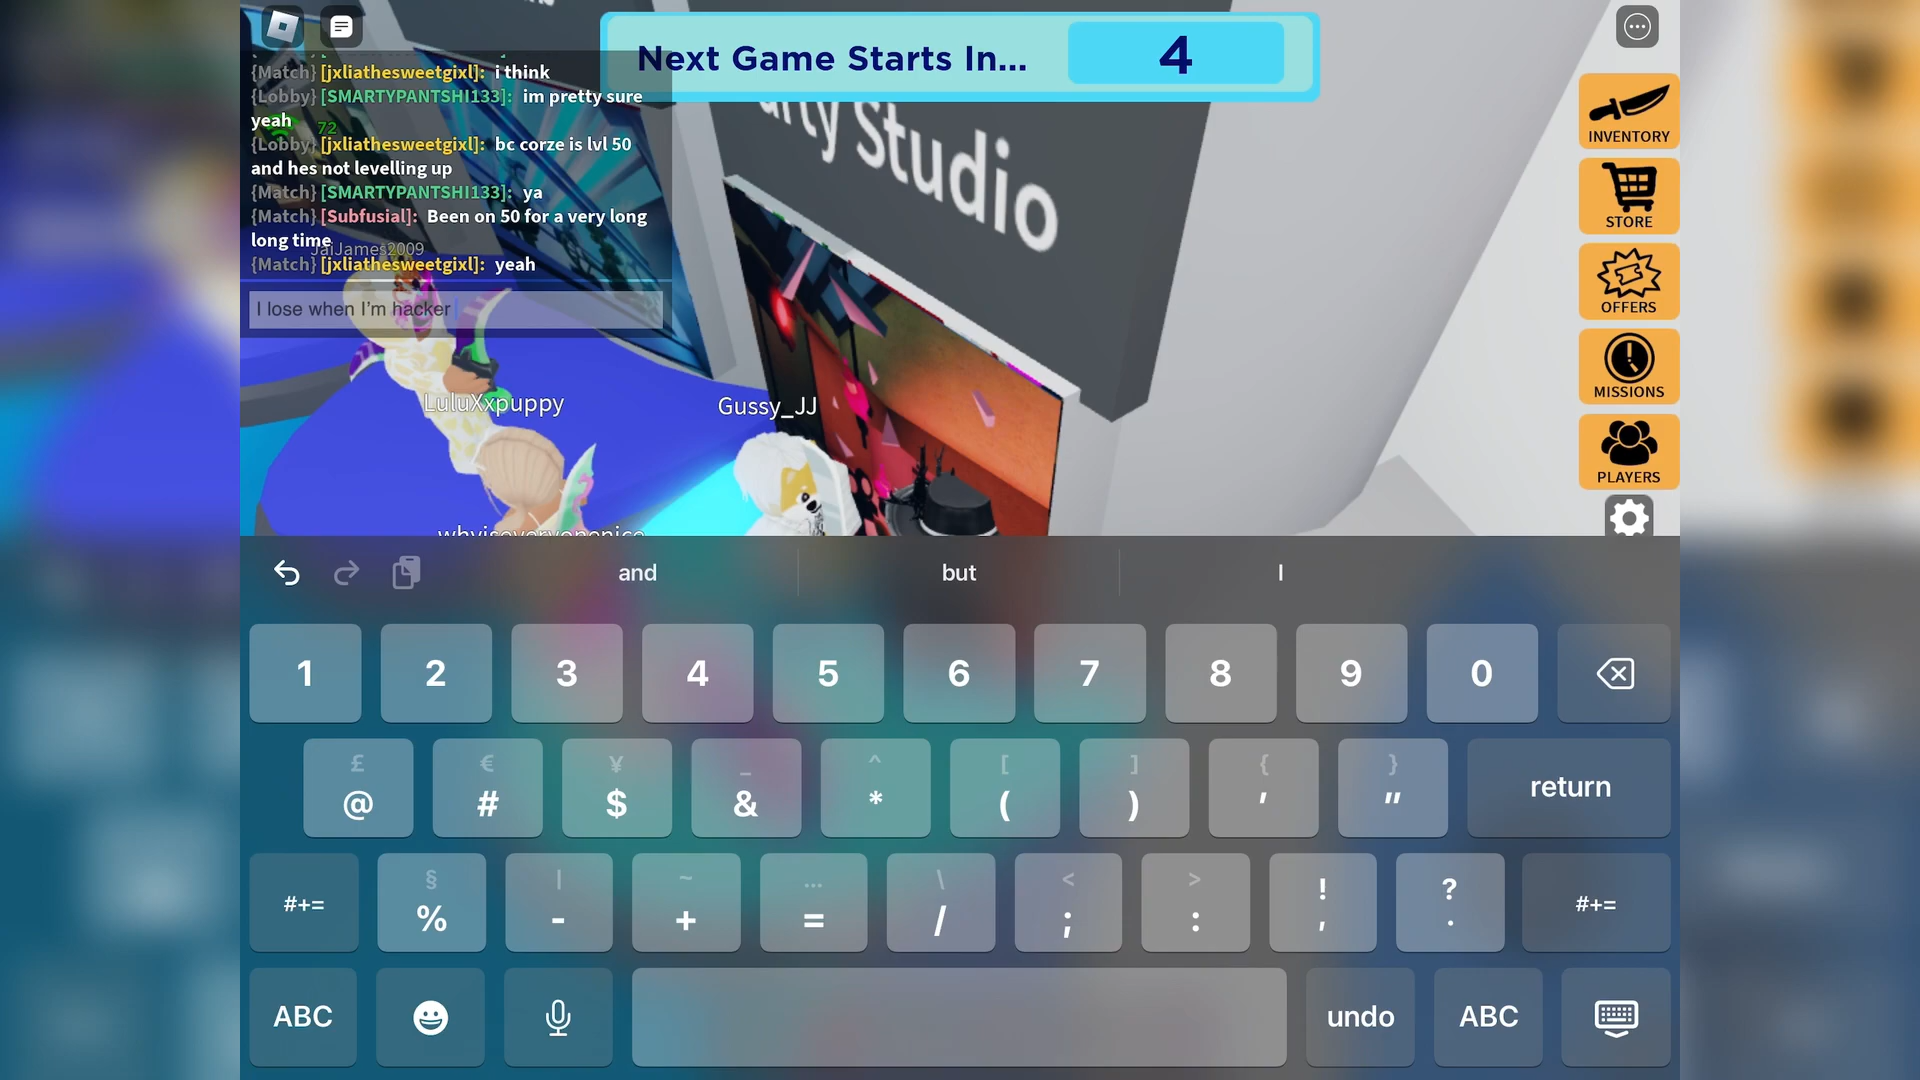 Next Game Starts In... 4
{Match} [jxliathesweetgixl]: i think
{Lobby} [SMARTYPANTSHI133]: im pretty sure
yeah
72
{Lobby} [jxliathesweetgixl]: bc corze is lvl 50
and hes not levelling up
{Match} [SMARTYPANTSHI133]: ya
{Match} [Subfusial]: Been on 50 for a very long
long time
JaiJames2009
{Match} [jxliathesweetgixl]: yeah
I lose when I'm hacker
Studio
LuluXxpuppy
Gussy_JJ
whyiseveryonenice
INVENTORY
STORE
OFFERS
MISSIONS
PLAYERS
and but I
1 2 3 4 5 6 7 8 9 0
£ € ¥ _ ^ [ ] { }
@ # $ & * ( ) ' " return
§ | ~ … \ < > ! ?
#+= % - + = / ; : , . #+=
ABC undo ABC